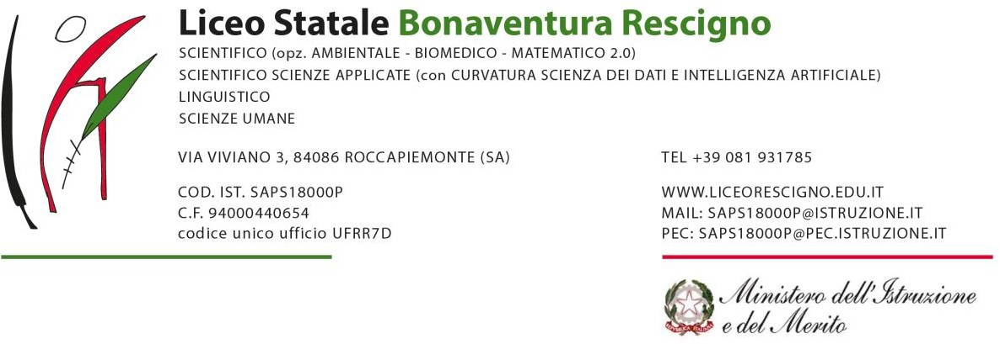 Liceo Statale Bonaventura Rescigno
SCIENTIFICO (opz. AMBIENTALE - BIOMEDICO - MATEMATICO 2.0)
SCIENTIFICO SCIENZE APPLICATE (con CURVATURA SCIENZA DEI DATI E INTELLIGENZA ARTIFICIALE)
LINGUISTICO
SCIENZE UMANE
VIA VIVIANO 3, 84086 ROCCAPIEMONTE (SA)
TEL +39 081 931785
COD. IST. SAPS18000P
C.F. 94000440654
codice unico ufficio UFRR7D
WWW.LICEORESCIGNO.EDU.IT
MAIL: SAPS18000P@ISTRUZIONE.IT
PEC: SAPS18000P@PEC.ISTRUZIONE.IT
Ministero dell'Istruzione
e del Merito
REPVBBLICA ITALIANA